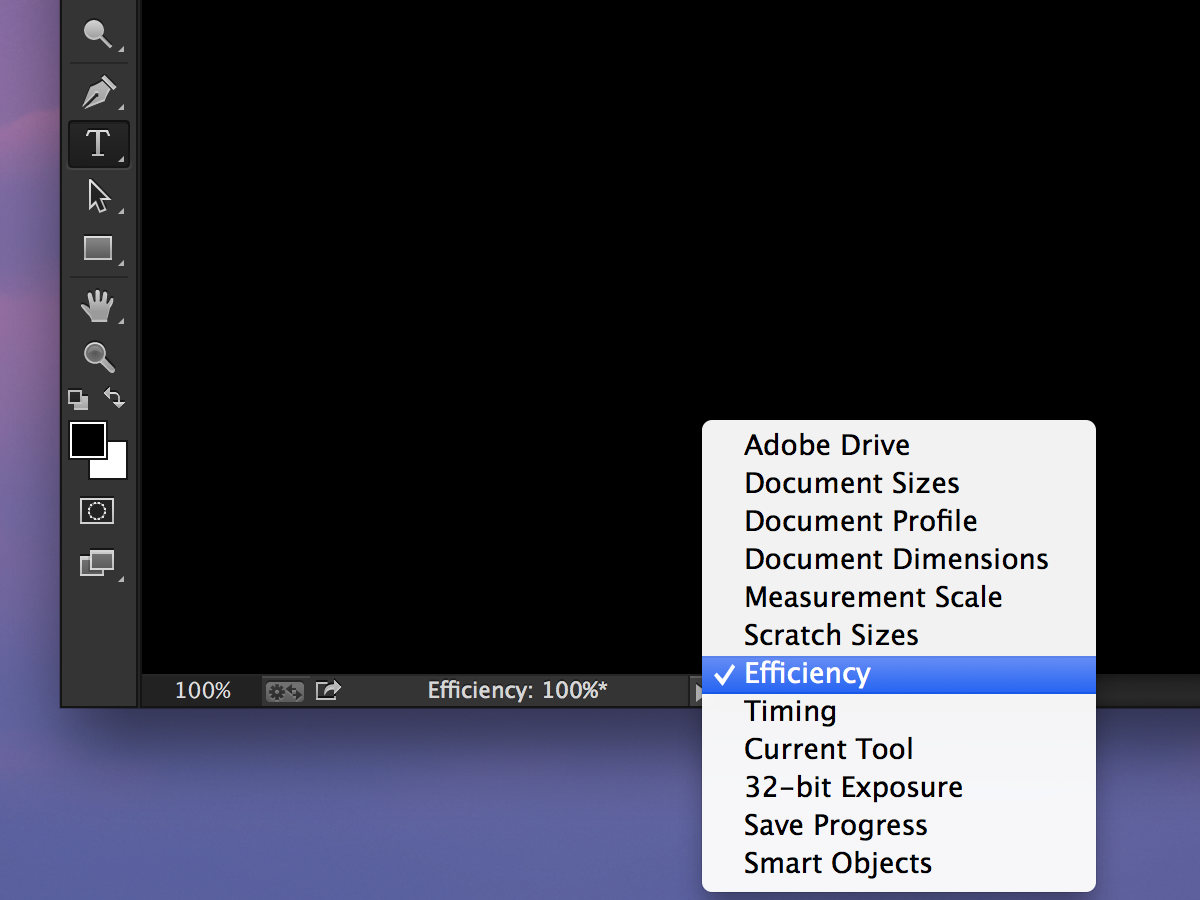 T
Adobe Drive
Document Sizes
Document Profile
Document Dimensions
Measurement Scale
Scratch Sizes
100% Efficiency: 100%* ✓ Efficiency
Timing
Current Tool
32-bit Exposure
Save Progress
Smart Objects